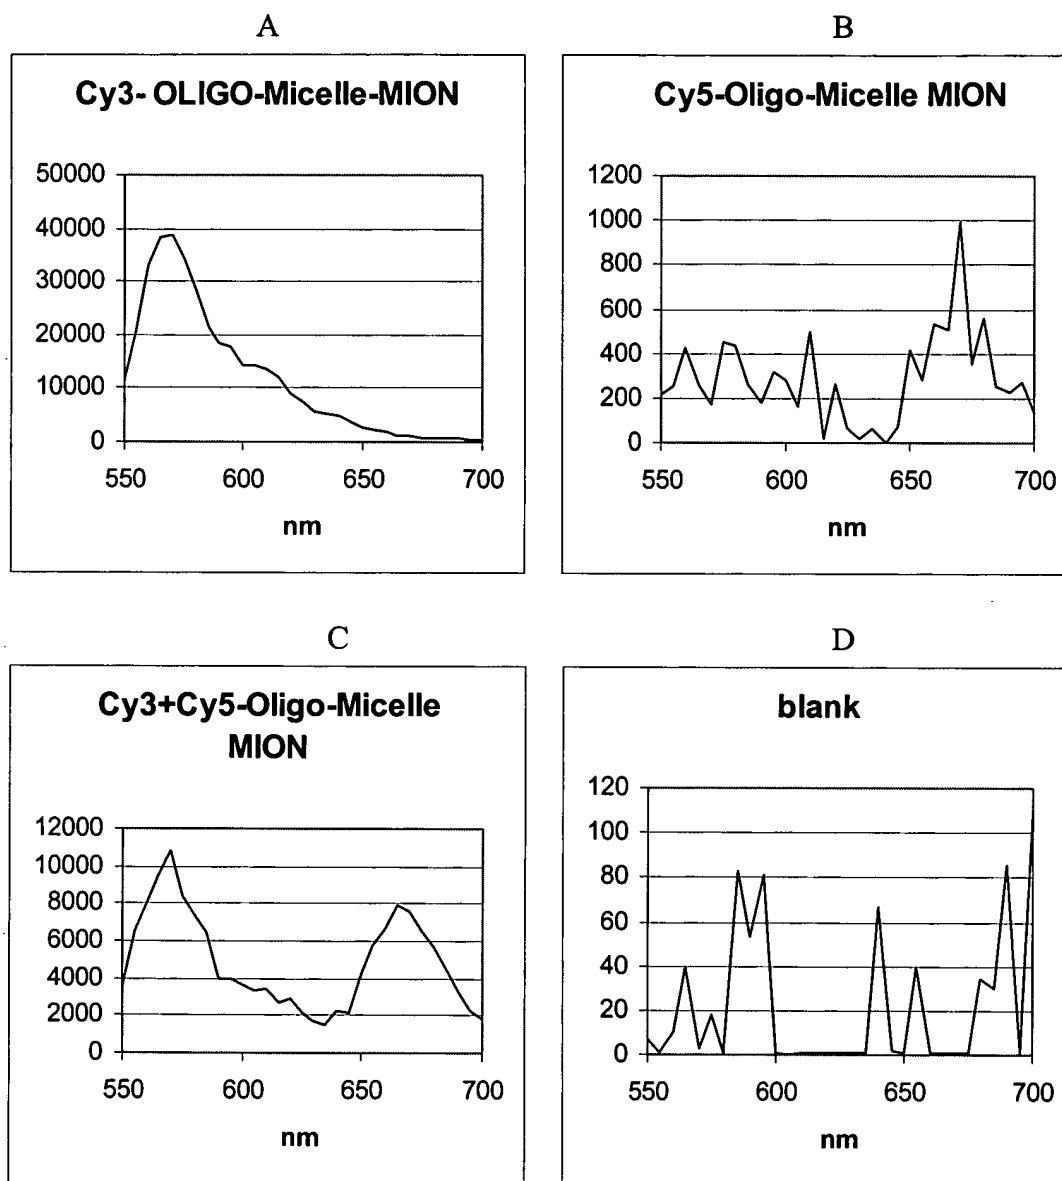 A
Cy3- OLIGO-Micelle-MION
50000
40000
30000
20000
10000
0
550 600 650 700
nm
B
Cy5-Oligo-Micelle MION
1200
1000
800
600
400
200
0
550 600 650 700
nm
C
Cy3+Cy5-Oligo-Micelle
MION
12000
10000
8000
6000
4000
2000
0
550 600 650 700
nm
D
blank
120
100
80
60
40
20
0
550 600 650 700
nm